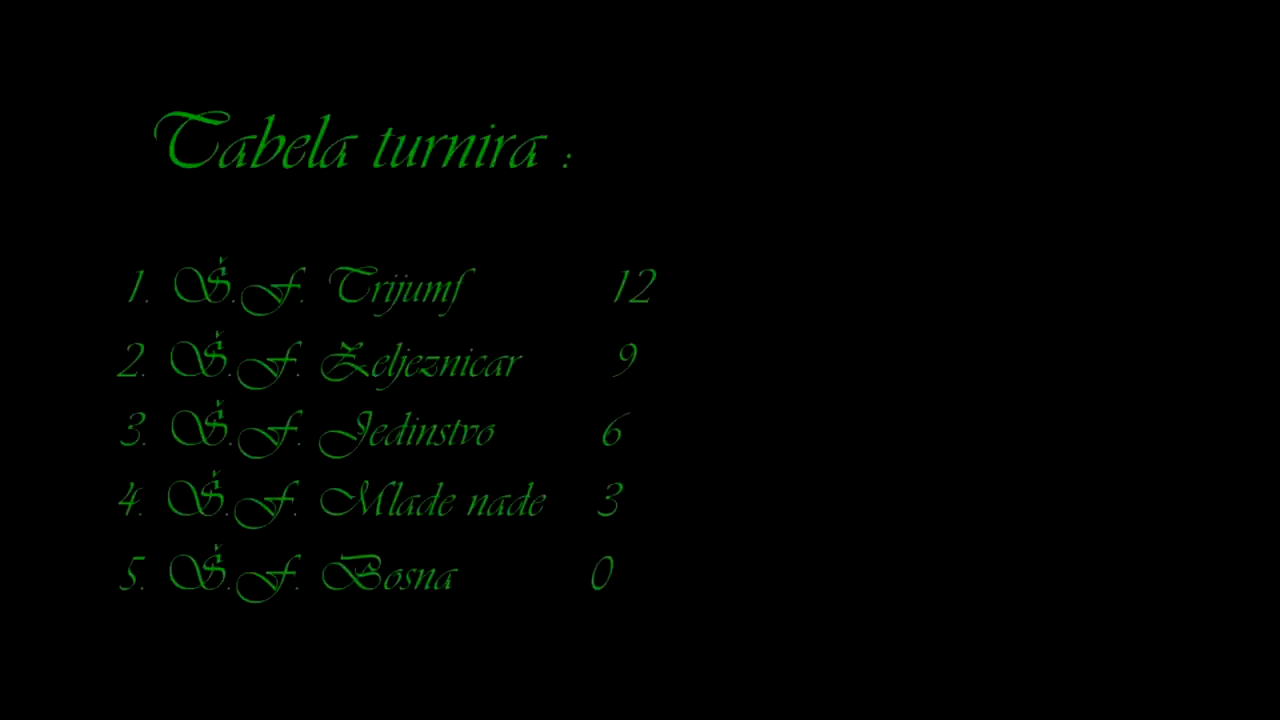 Tabela turnira :
1. Š.F. Trijumf 12
2. Š.F. Zeljeznicar 9
3. Š.F. Jedinstvo 6
4. Š.F. Mlade nade 3
5. Š.F. Bosna 0